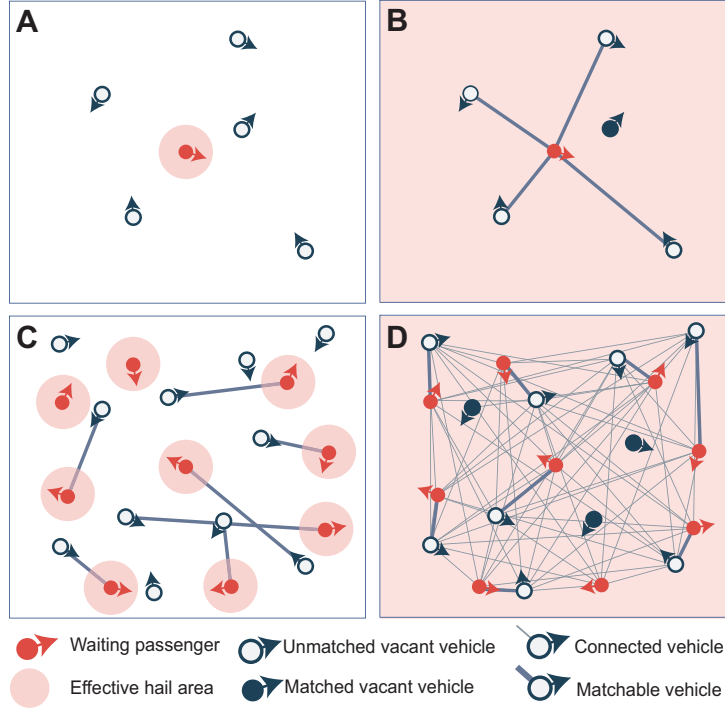 A
B
C
D
Waiting passenger
Unmatched vacant vehicle
Connected vehicle
Effective hail area
Matched vacant vehicle
Matchable vehicle